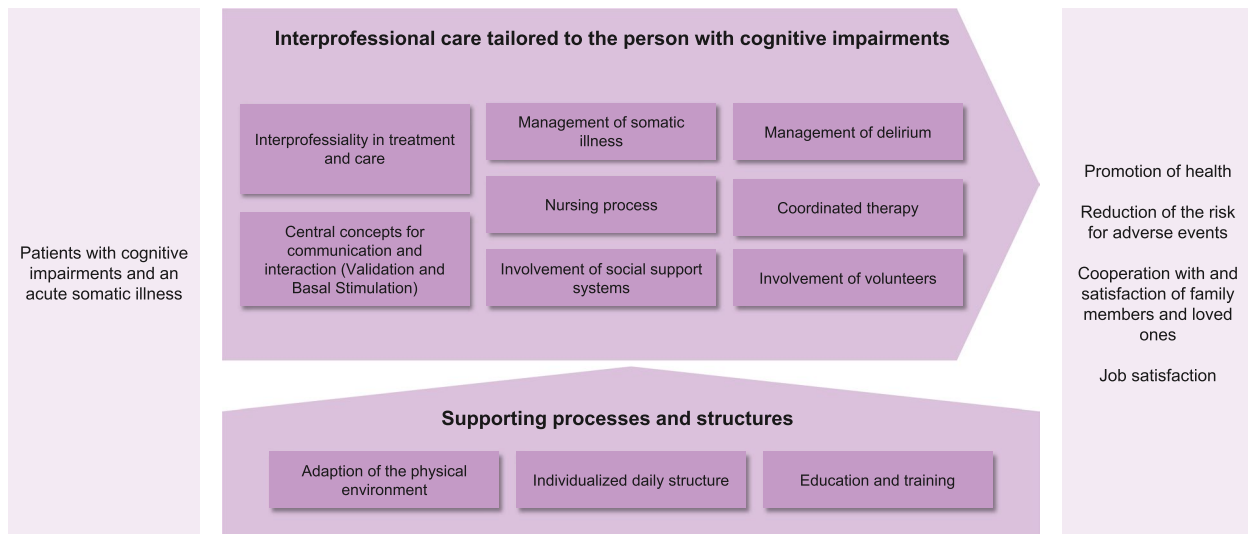 Patients with cognitive
impairments and an
acute somatic illness
Interprofessional care tailored to the person with cognitive impairments
Interprofessiality in treatment
and care
Central concepts for
communication and
interaction (Validation and
Basal Stimulation)
Management of somatic
illness
Nursing process
Involvement of social support
systems
Management of delirium
Coordinated therapy
Involvement of volunteers
Supporting processes and structures
Adaption of the physical
environment
Individualized daily structure
Education and training
Promotion of health
Reduction of the risk
for adverse events
Cooperation with and
satisfaction of family
members and loved
ones
Job satisfaction